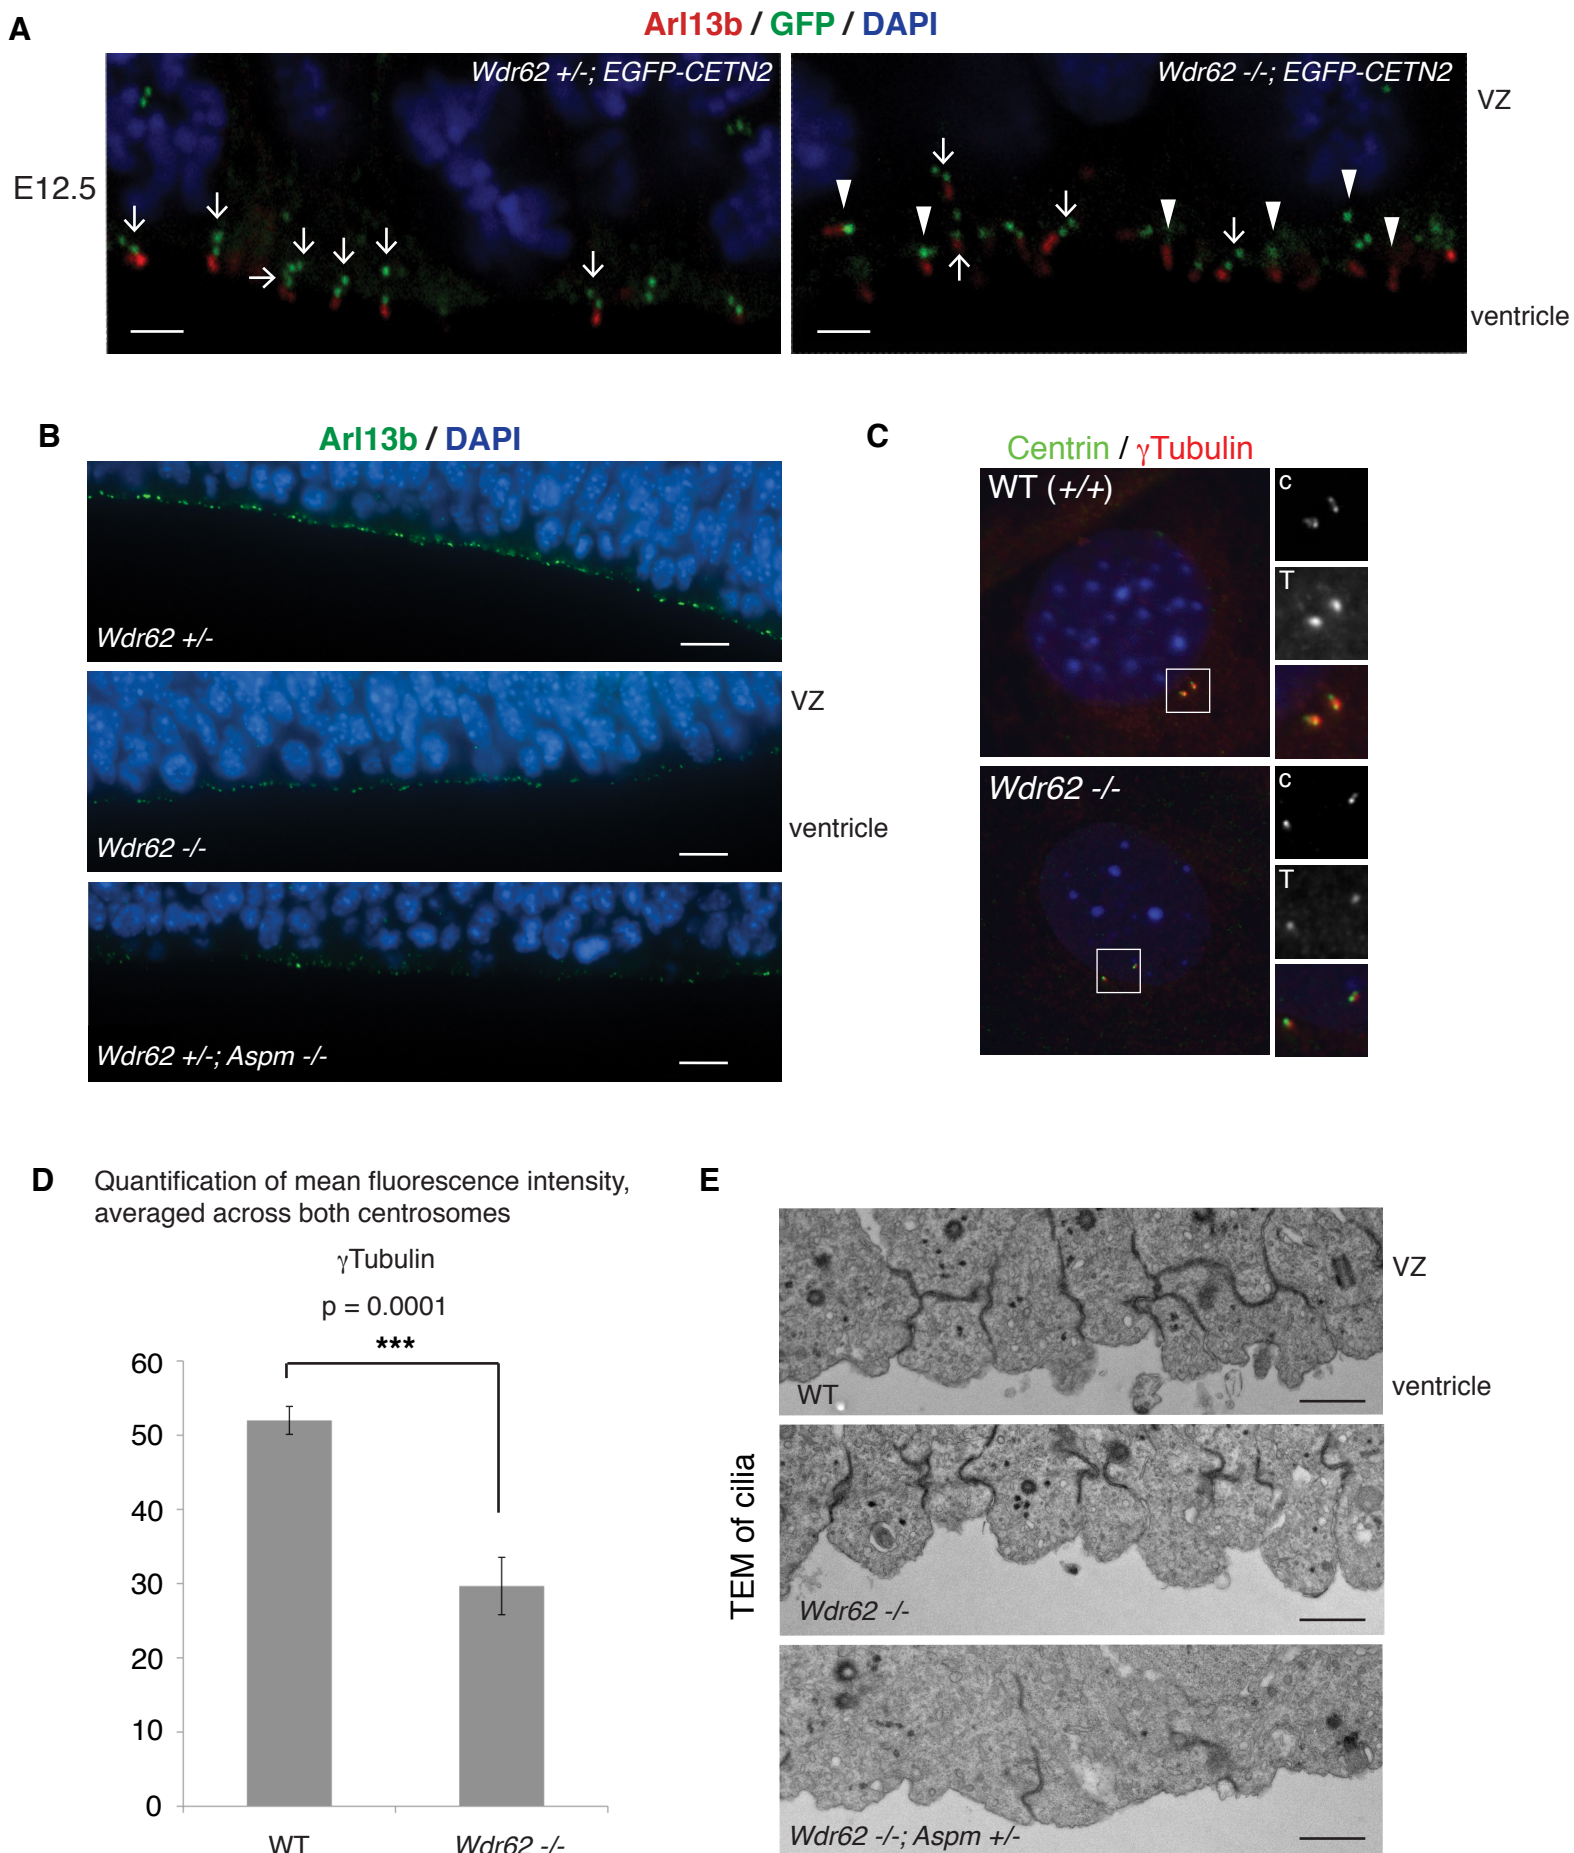 A
Arl13b / GFP / DAPI
Wdr62 +/-; EGFP-CETN2
Wdr62 -/-; EGFP-CETN2
VZ
E12.5
ventricle
B
Arl13b / DAPI
Wdr62 +/-
VZ
Wdr62 -/-
ventricle
Wdr62 +/-; Aspm -/-
C
Centrin / γTubulin
WT (+/+)
C
T
Wdr62 -/-
C
T
D
Quantification of mean fluorescence intensity,
averaged across both centrosomes
γTubulin
p = 0.0001
***
60
50
40
30
20
10
0
WT
Wdr62 -/-
E
VZ
WT
ventricle
TEM of cilia
Wdr62 -/-
Wdr62 -/-; Aspm +/-